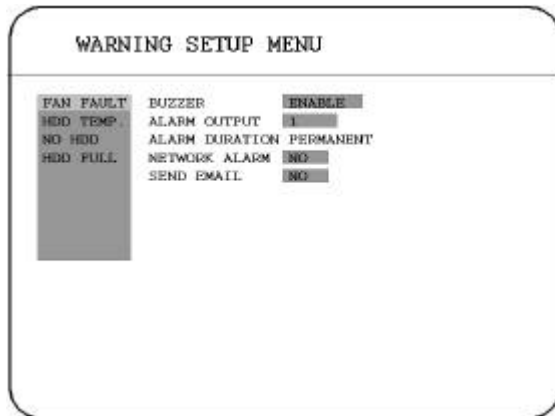 WARNING SETUP MENU
FAN FAULT BUZZER ENABLE
HDD TEMP. ALARM OUTPUT 1
NO HDD ALARM DURATION PERMANENT
HDD FULL NETWORK ALARM NO
SEND EMAIL NO